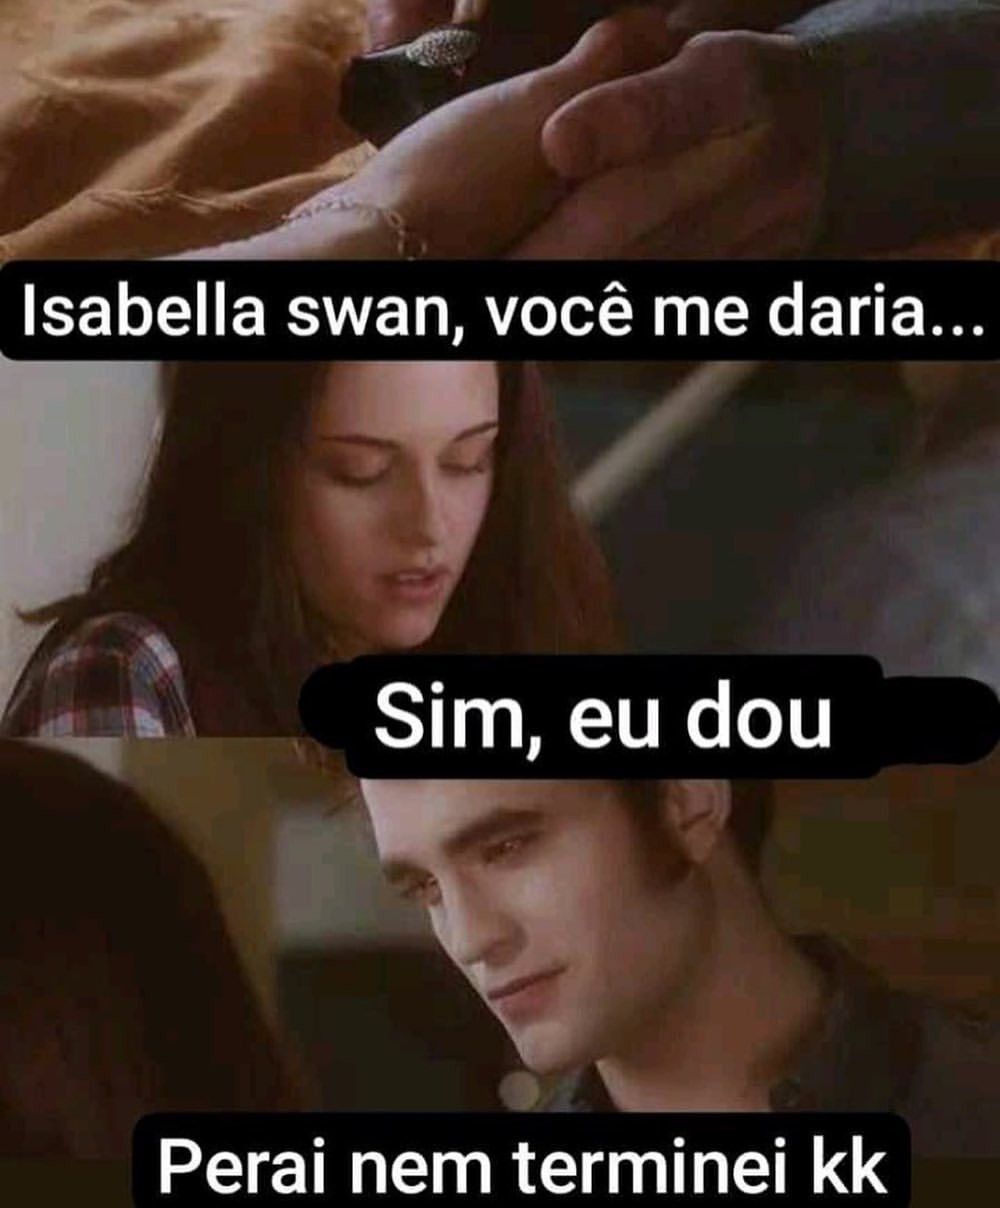 Isabella swan, você me daria...
Sim, eu dou
Perai nem terminei kk